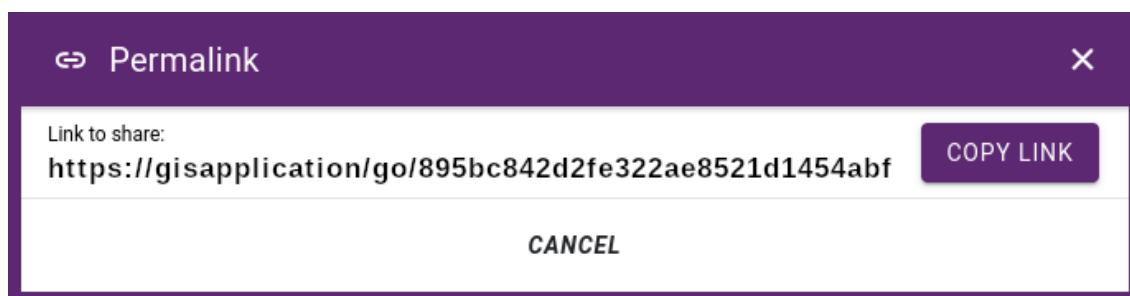 Permalink
Link to share:
https://gisapplication/go/895bc842d2fe322ae8521d1454abf
COPY LINK
CANCEL